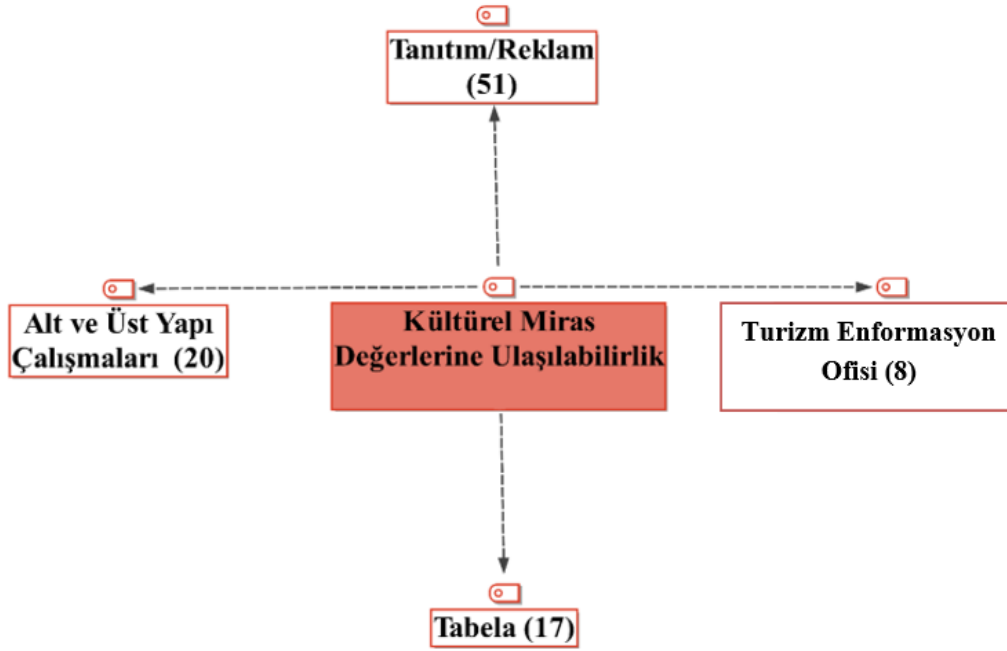 Tanıtım/Reklam
(51)
Alt ve Üst Yapı
Çalışmaları (20)
Kültürel Miras
Değerlerine Ulaşılabilirlik
Turizm Enformasyon
Ofisi (8)
Tabela (17)